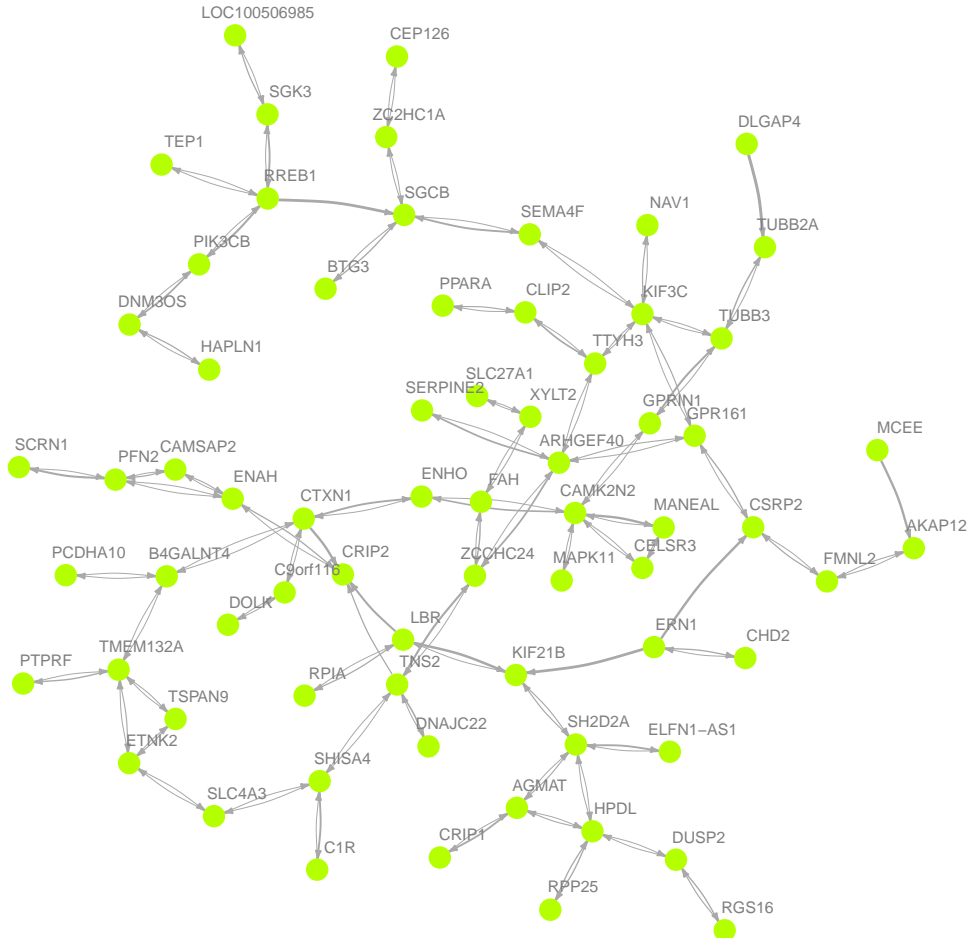 LOC100506985
CEP126
SGK3
ZC2HC1A
DLGAP4
TEP1
RREB1
SGCB
SEMA4F
NAV1
TUBB2A
PIK3CB
BTG3
PPARA
CLIP2
KIF3C
DNM3OS
TUBB3
HAPLN1
TTYH3
SLC27A1
SERPINE2
XYLT2
GPRIN1
GPR161
MCEE
SCRN1
PFN2
CAMSAP2
ENAH
ARHGEF40
ENHO
FAH
CTXN1
CAMK2N2
MANEAL
CSRP2
AKAP12
PCDHA10
B4GALNT4
CRIP2
ZCCHC24
MAPK11
CELSR3
FMNL2
C9orf116
DOLK
LBR
ERN1
CHD2
TMEM132A
PTPRF
RPIA
TNS2
KIF21B
TSPAN9
DNAJC22
SH2D2A
ELFN1−AS1
ETNK2
SHISA4
SLC4A3
AGMAT
HPDL
C1R
CRIP1
DUSP2
RPP25
RGS16